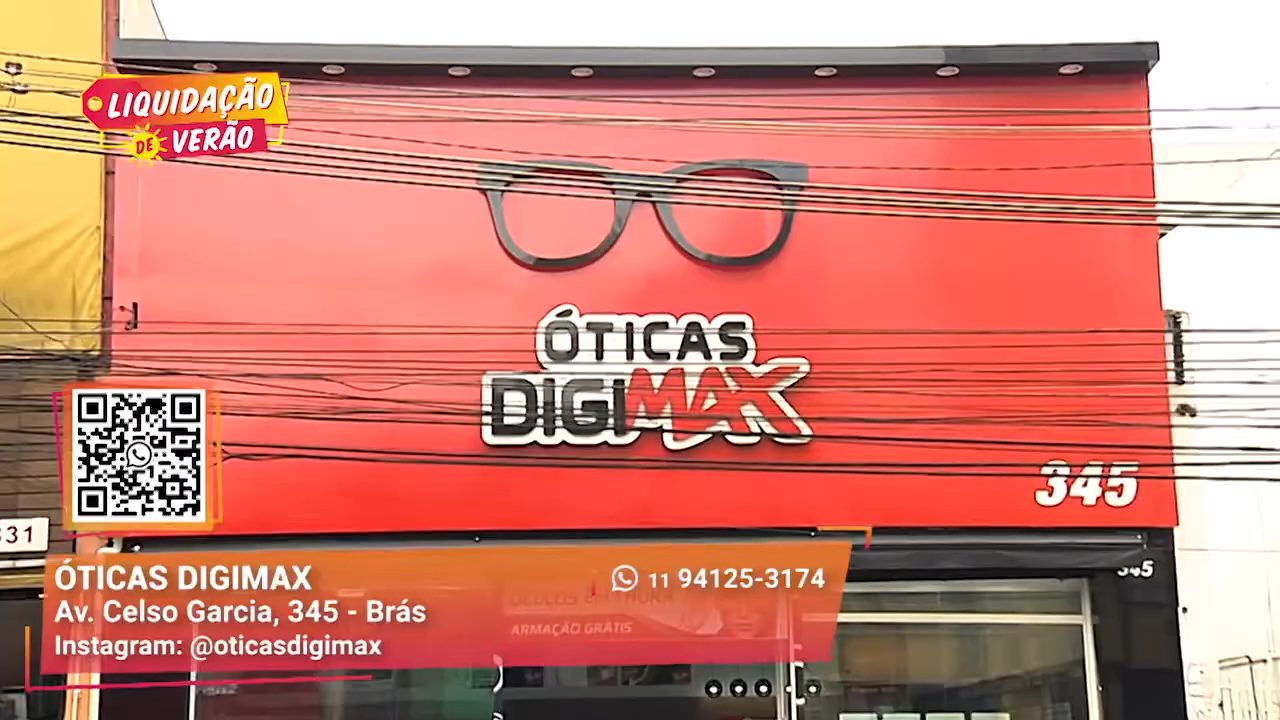 LIQUIDAÇÃO
DE VERÃO
ÓTICAS
DIGIMAX
345
331
345
ÓTICAS DIGIMAX
11 94125-3174
Av. Celso Garcia, 345 - Brás
Instagram: @oticasdigimax
ARMAÇÃO GRÁTIS